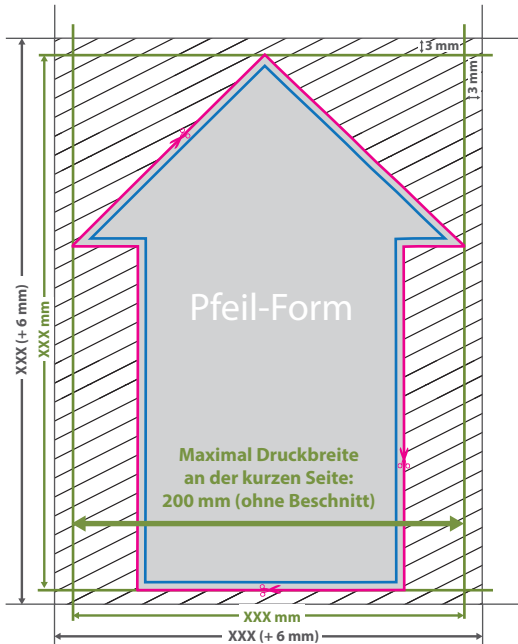 3 mm
3 mm
XXX (+ 6 mm)
XXX mm
Pfeil-Form
Maximal Druckbreite
an der kurzen Seite:
200 mm (ohne Beschnitt)
XXX mm
XXX (+ 6 mm)